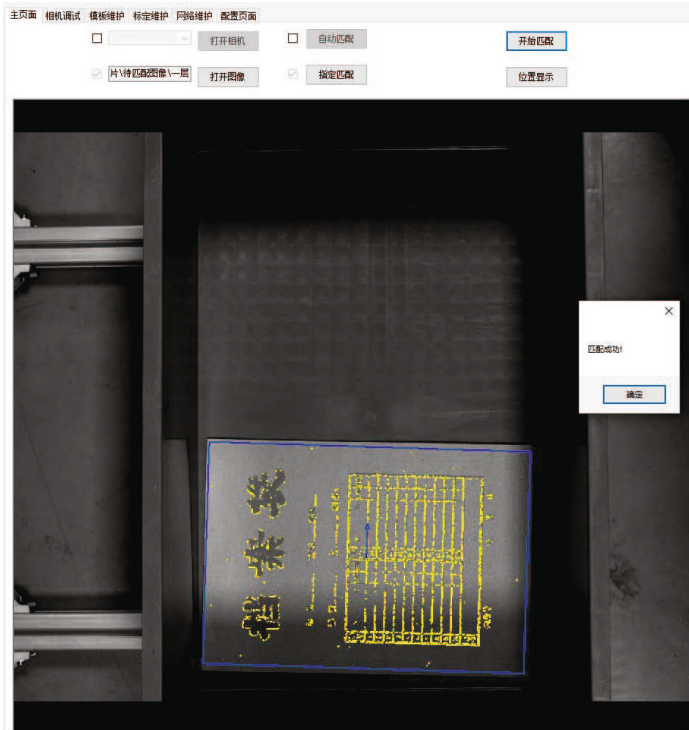 主页面 相机调试 模板维护 标定维护 网络维护 配置页面
打开相机 自动匹配 开始匹配
片\待匹配图像\一层 打开图像 指定匹配 位置显示
匹配成功!
确定